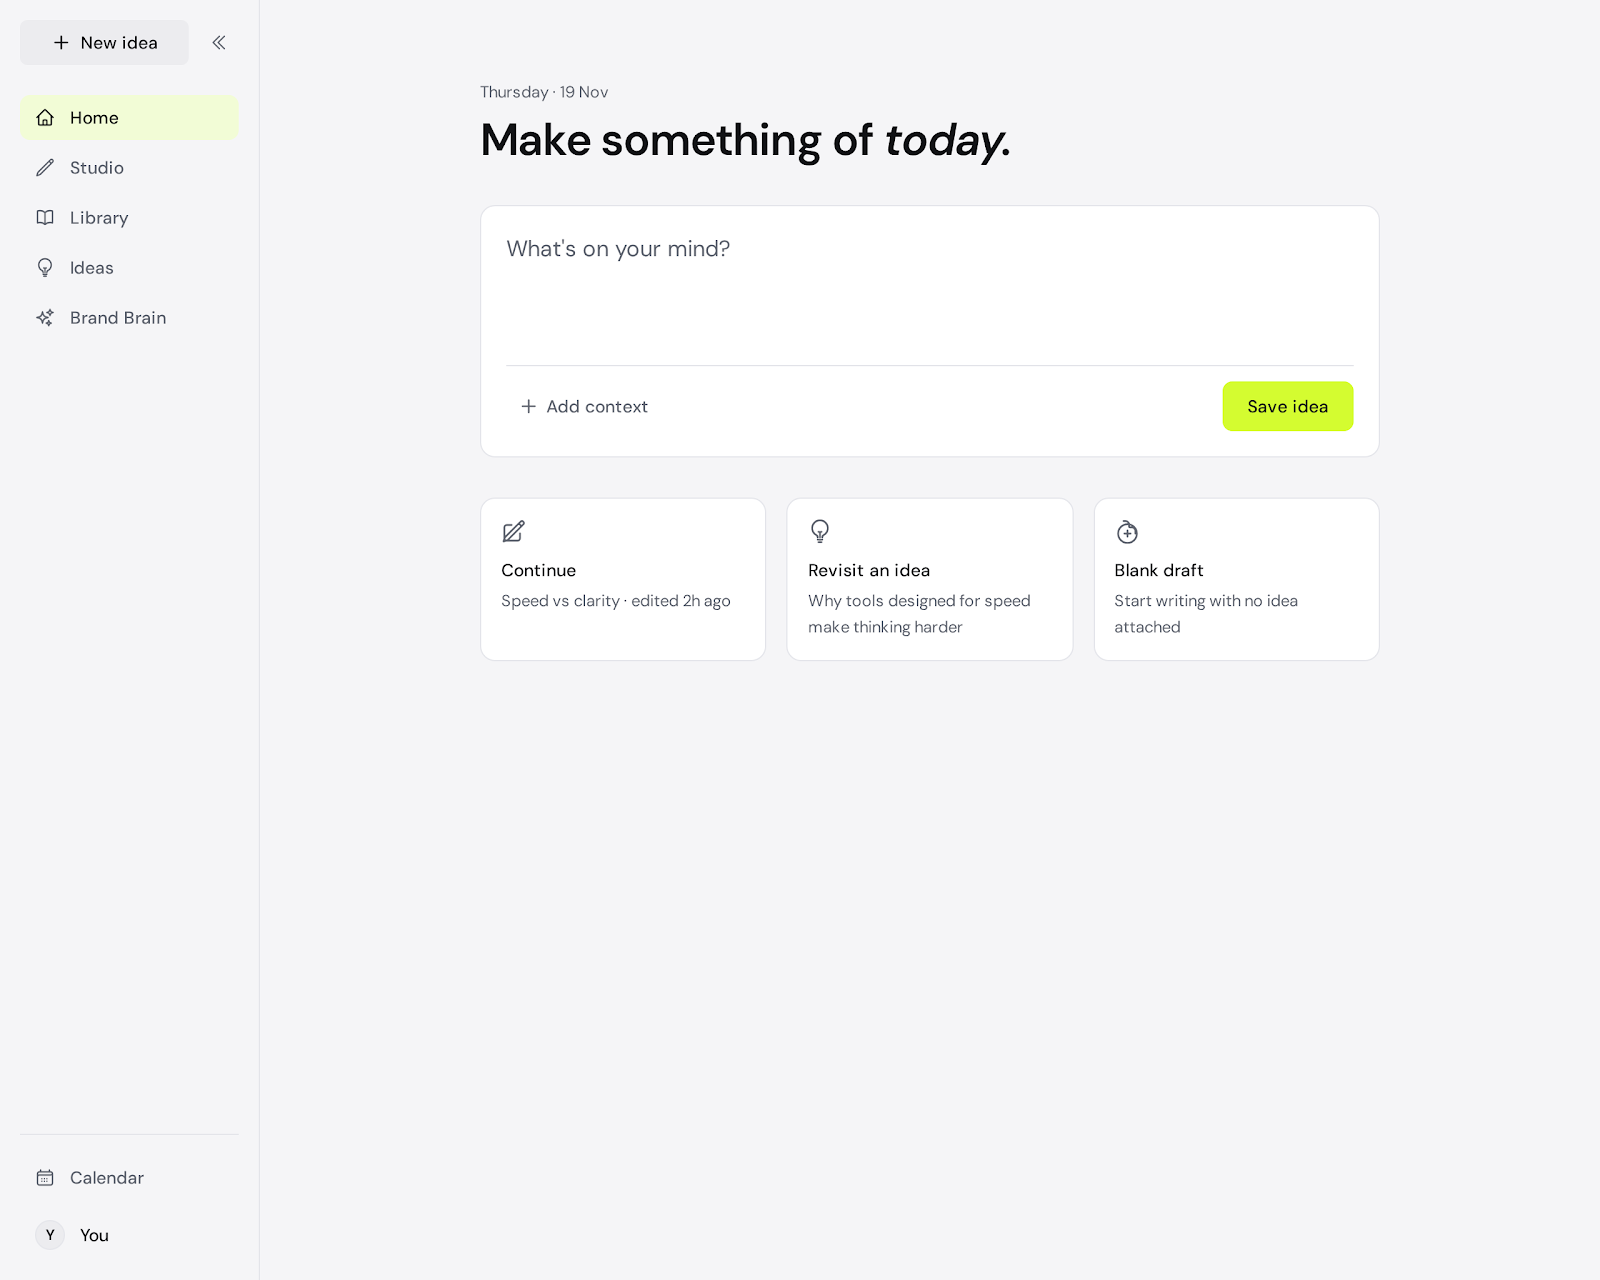 New idea
Home
Studio
Library
Ideas
Brand Brain
Calendar
Y
You
Thursday · 19 Nov
Make something of today.
What's on your mind?
Add context
Save idea
Continue
Speed vs clarity · edited 2h ago
Revisit an idea
Why tools designed for speed
make thinking harder
Blank draft
Start writing with no idea
attached